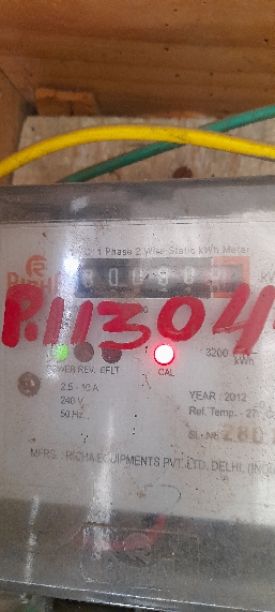 1 Phase 2 Wire Static kWh Meter
RICHA
P.11304
POWER REV. EFLT CAL
3200
kWh
2.5 - 10 A
240 V
50 Hz
YEAR : 2012
Ref. Temp. - 27
SL. No.
MFRS. : RICHA EQUIPMENTS PVT. LTD. DELHI,